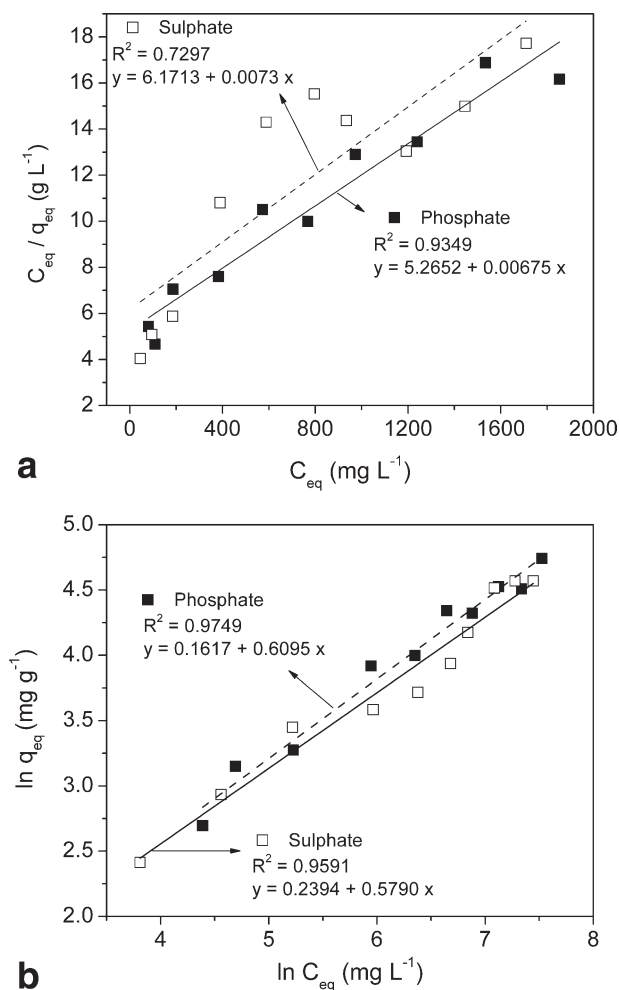 18
16
14
12
10
8
6
4
2
C_eq / q_eq (g L⁻¹)
□ Sulphate
R² = 0.7297
y = 6.1713 + 0.0073 x
■ Phosphate
R² = 0.9349
y = 5.2652 + 0.00675 x
0 400 800 1200 1600 2000
a
C_eq (mg L⁻¹)
5.0
4.5
4.0
3.5
3.0
2.5
2.0
ln q_eq (mg g⁻¹)
■ Phosphate
R² = 0.9749
y = 0.1617 + 0.6095 x
□ Sulphate
R² = 0.9591
y = 0.2394 + 0.5790 x
4 5 6 7 8
b
ln C_eq (mg L⁻¹)